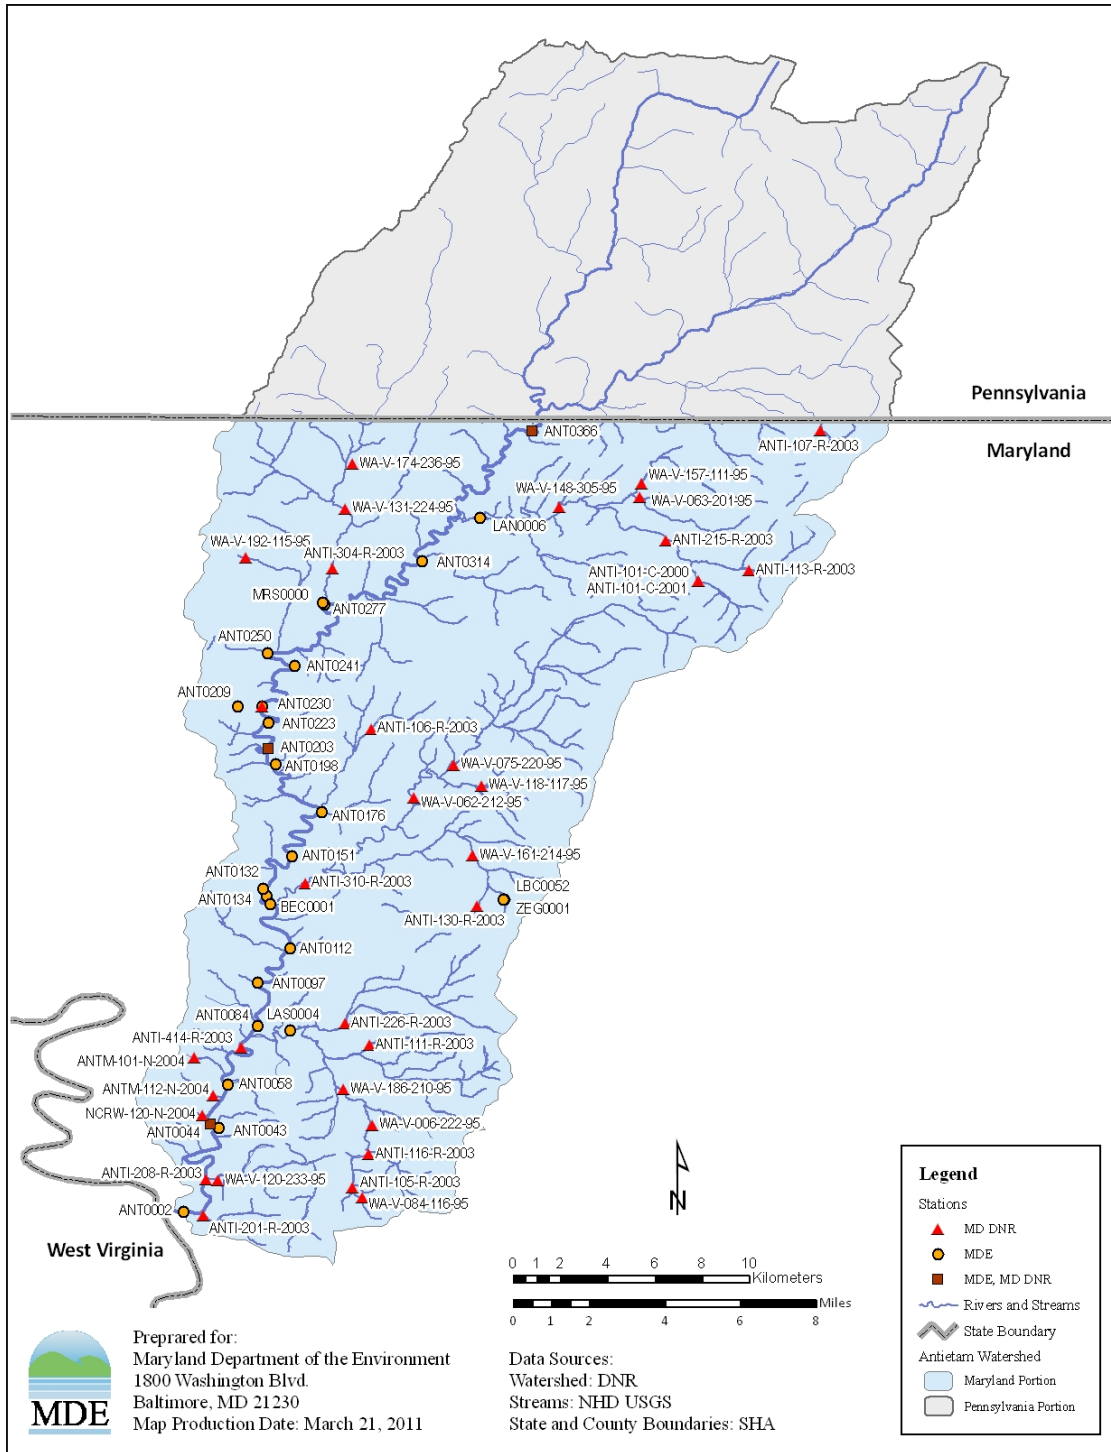 Pennsylvania
ANT0366
ANTI-107-R-2003
Maryland
WA-V-174-236-95
WA-V-157-111-95
WA-V-148-305-95
WA-V-063-201-95
WA-V-131-224-95
LAN0006
WA-V-192-115-95
ANTI-215-R-2003
ANTI-304-R-2003
ANT0314
ANTI-101-C-2000
ANTI-113-R-2003
ANTI-101-C-2001
MRS0000
ANT0277
ANT0250
ANT0241
ANT0209
ANT0230
ANT0223
ANTI-106-R-2003
ANT0203
ANT0198
WA-V-075-220-95
WA-V-118-117-95
WA-V-062-212-95
ANT0176
ANT0151
WA-V-161-214-95
ANT0132
ANTI-310-R-2003
LBC0052
ANT0134
BEC0001
ANTI-130-R-2003
ZEG0001
ANT0112
ANT0097
ANT0084
LAS0004
ANTI-226-R-2003
ANTI-414-R-2003
ANTI-111-R-2003
ANTM-101-N-2004
ANT0058
ANTM-112-N-2004
WA-V-186-210-95
NCRW-120-N-2004
WA-V-006-222-95
ANT0044
ANT0043
ANTI-116-R-2003
ANTI-208-R-2003
WA-V-120-233-95
ANTI-105-R-2003
WA-V-084-116-95
ANT0002
ANTI-201-R-2003
West Virginia
N
0 1 2 4 6 8 10
Kilometers
Miles
0 1 2 4 6 8
Legend
Stations
MD DNR
MDE
MDE, MD DNR
Rivers and Streams
State Boundary
Antietam Watershed
Maryland Portion
Pennsylvania Portion
MDE
Preprared for:
Maryland Department of the Environment
1800 Washington Blvd.
Baltimore, MD 21230
Map Production Date: March 21, 2011
Data Sources:
Watershed: DNR
Streams: NHD USGS
State and County Boundaries: SHA